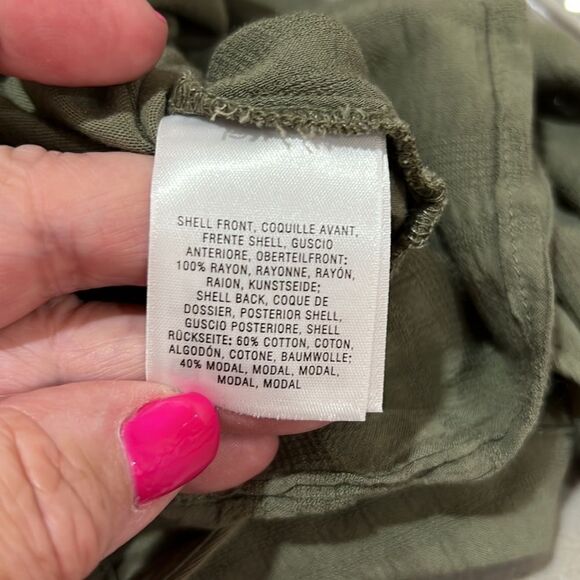 SHELL FRONT, COQUILLE AVANT,
FRENTE SHELL, GUSCIO
ANTERIORE, OBERTEILFRONT:
100% RAYON, RAYONNE, RAYÓN,
RAION, KUNSTSEIDE;
SHELL BACK, COQUE DE
DOSSIER, POSTERIOR SHELL,
GUSCIO POSTERIORE, SHELL
RÜCKSEITE: 60% COTTON, COTON,
ALGODÓN, COTONE, BAUMWOLLE;
40% MODAL, MODAL, MODAL,
MODAL, MODAL